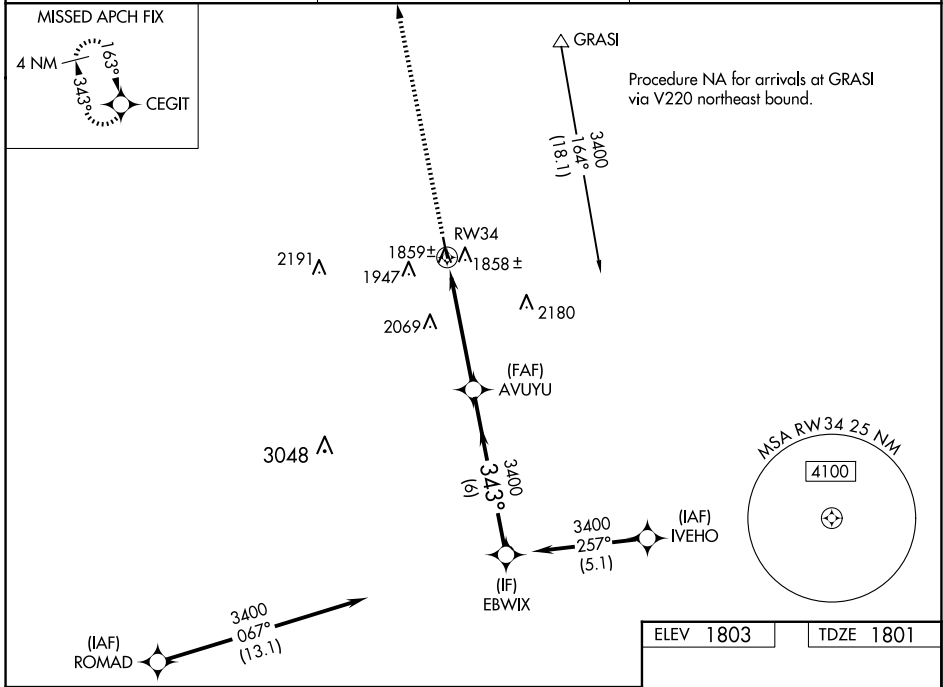 MISSED APCH FIX
4 NM
163°
343°
CEGIT
GRASI
Procedure NA for arrivals at GRASI
via V220 northeast bound.
3400
164°
(18.1)
RW34
1859±
1858±
2191
1947
2180
2069
(FAF)
AVUYU
3048
3400
343°
(6)
MSA RW34 25 NM
4100
(IAF)
IVEHO
3400
257°
(5.1)
(IF)
EBWIX
3400
067°
(13.1)
(IAF)
ROMAD
ELEV 1803
TDZE 1801